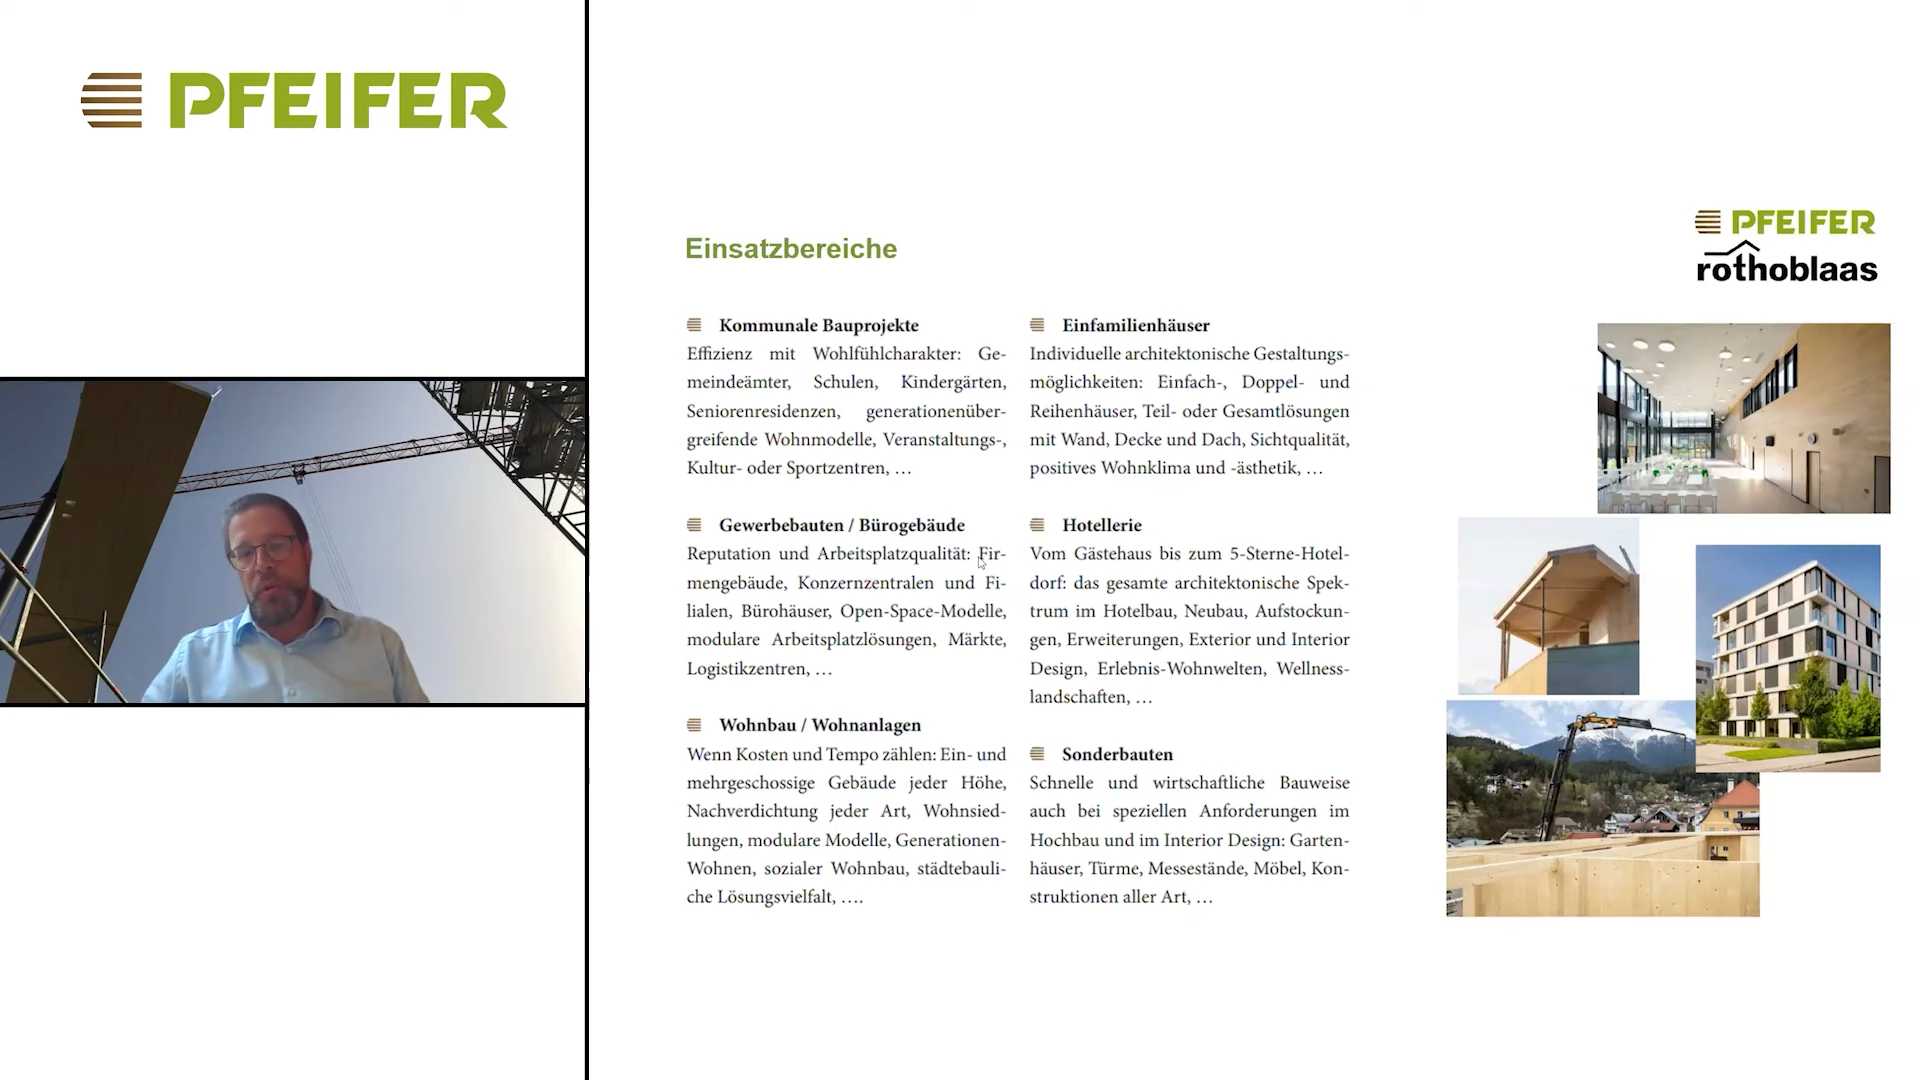 PFEIFER
PFEIFER
rothoblaas
Einsatzbereiche
Kommunale Bauprojekte
Effizienz mit Wohlfühlcharakter: Ge-
meindeämter, Schulen, Kindergärten,
Seniorenresidenzen, generationenüber-
greifende Wohnmodelle, Veranstaltungs-,
Kultur- oder Sportzentren, …
Gewerbebauten / Bürogebäude
Reputation und Arbeitsplatzqualität: Fir-
mengebäude, Konzernzentralen und Fi-
lialen, Bürohäuser, Open-Space-Modelle,
modulare Arbeitsplatzlösungen, Märkte,
Logistikzentren, …
Wohnbau / Wohnanlagen
Wenn Kosten und Tempo zählen: Ein- und
mehrgeschossige Gebäude jeder Höhe,
Nachverdichtung jeder Art, Wohnsied-
lungen, modulare Modelle, Generationen-
Wohnen, sozialer Wohnbau, städtebauli-
che Lösungsvielfalt, ….
Einfamilienhäuser
Individuelle architektonische Gestaltungs-
möglichkeiten: Einfach-, Doppel- und
Reihenhäuser, Teil- oder Gesamtlösungen
mit Wand, Decke und Dach, Sichtqualität,
positives Wohnklima und -ästhetik, …
Hotellerie
Vom Gästehaus bis zum 5-Sterne-Hotel-
dorf: das gesamte architektonische Spek-
trum im Hotelbau, Neubau, Aufstockun-
gen, Erweiterungen, Exterior und Interior
Design, Erlebnis-Wohnwelten, Wellness-
landschaften, …
Sonderbauten
Schnelle und wirtschaftliche Bauweise
auch bei speziellen Anforderungen im
Hochbau und im Interior Design: Garten-
häuser, Türme, Messestände, Möbel, Kon-
struktionen aller Art, …